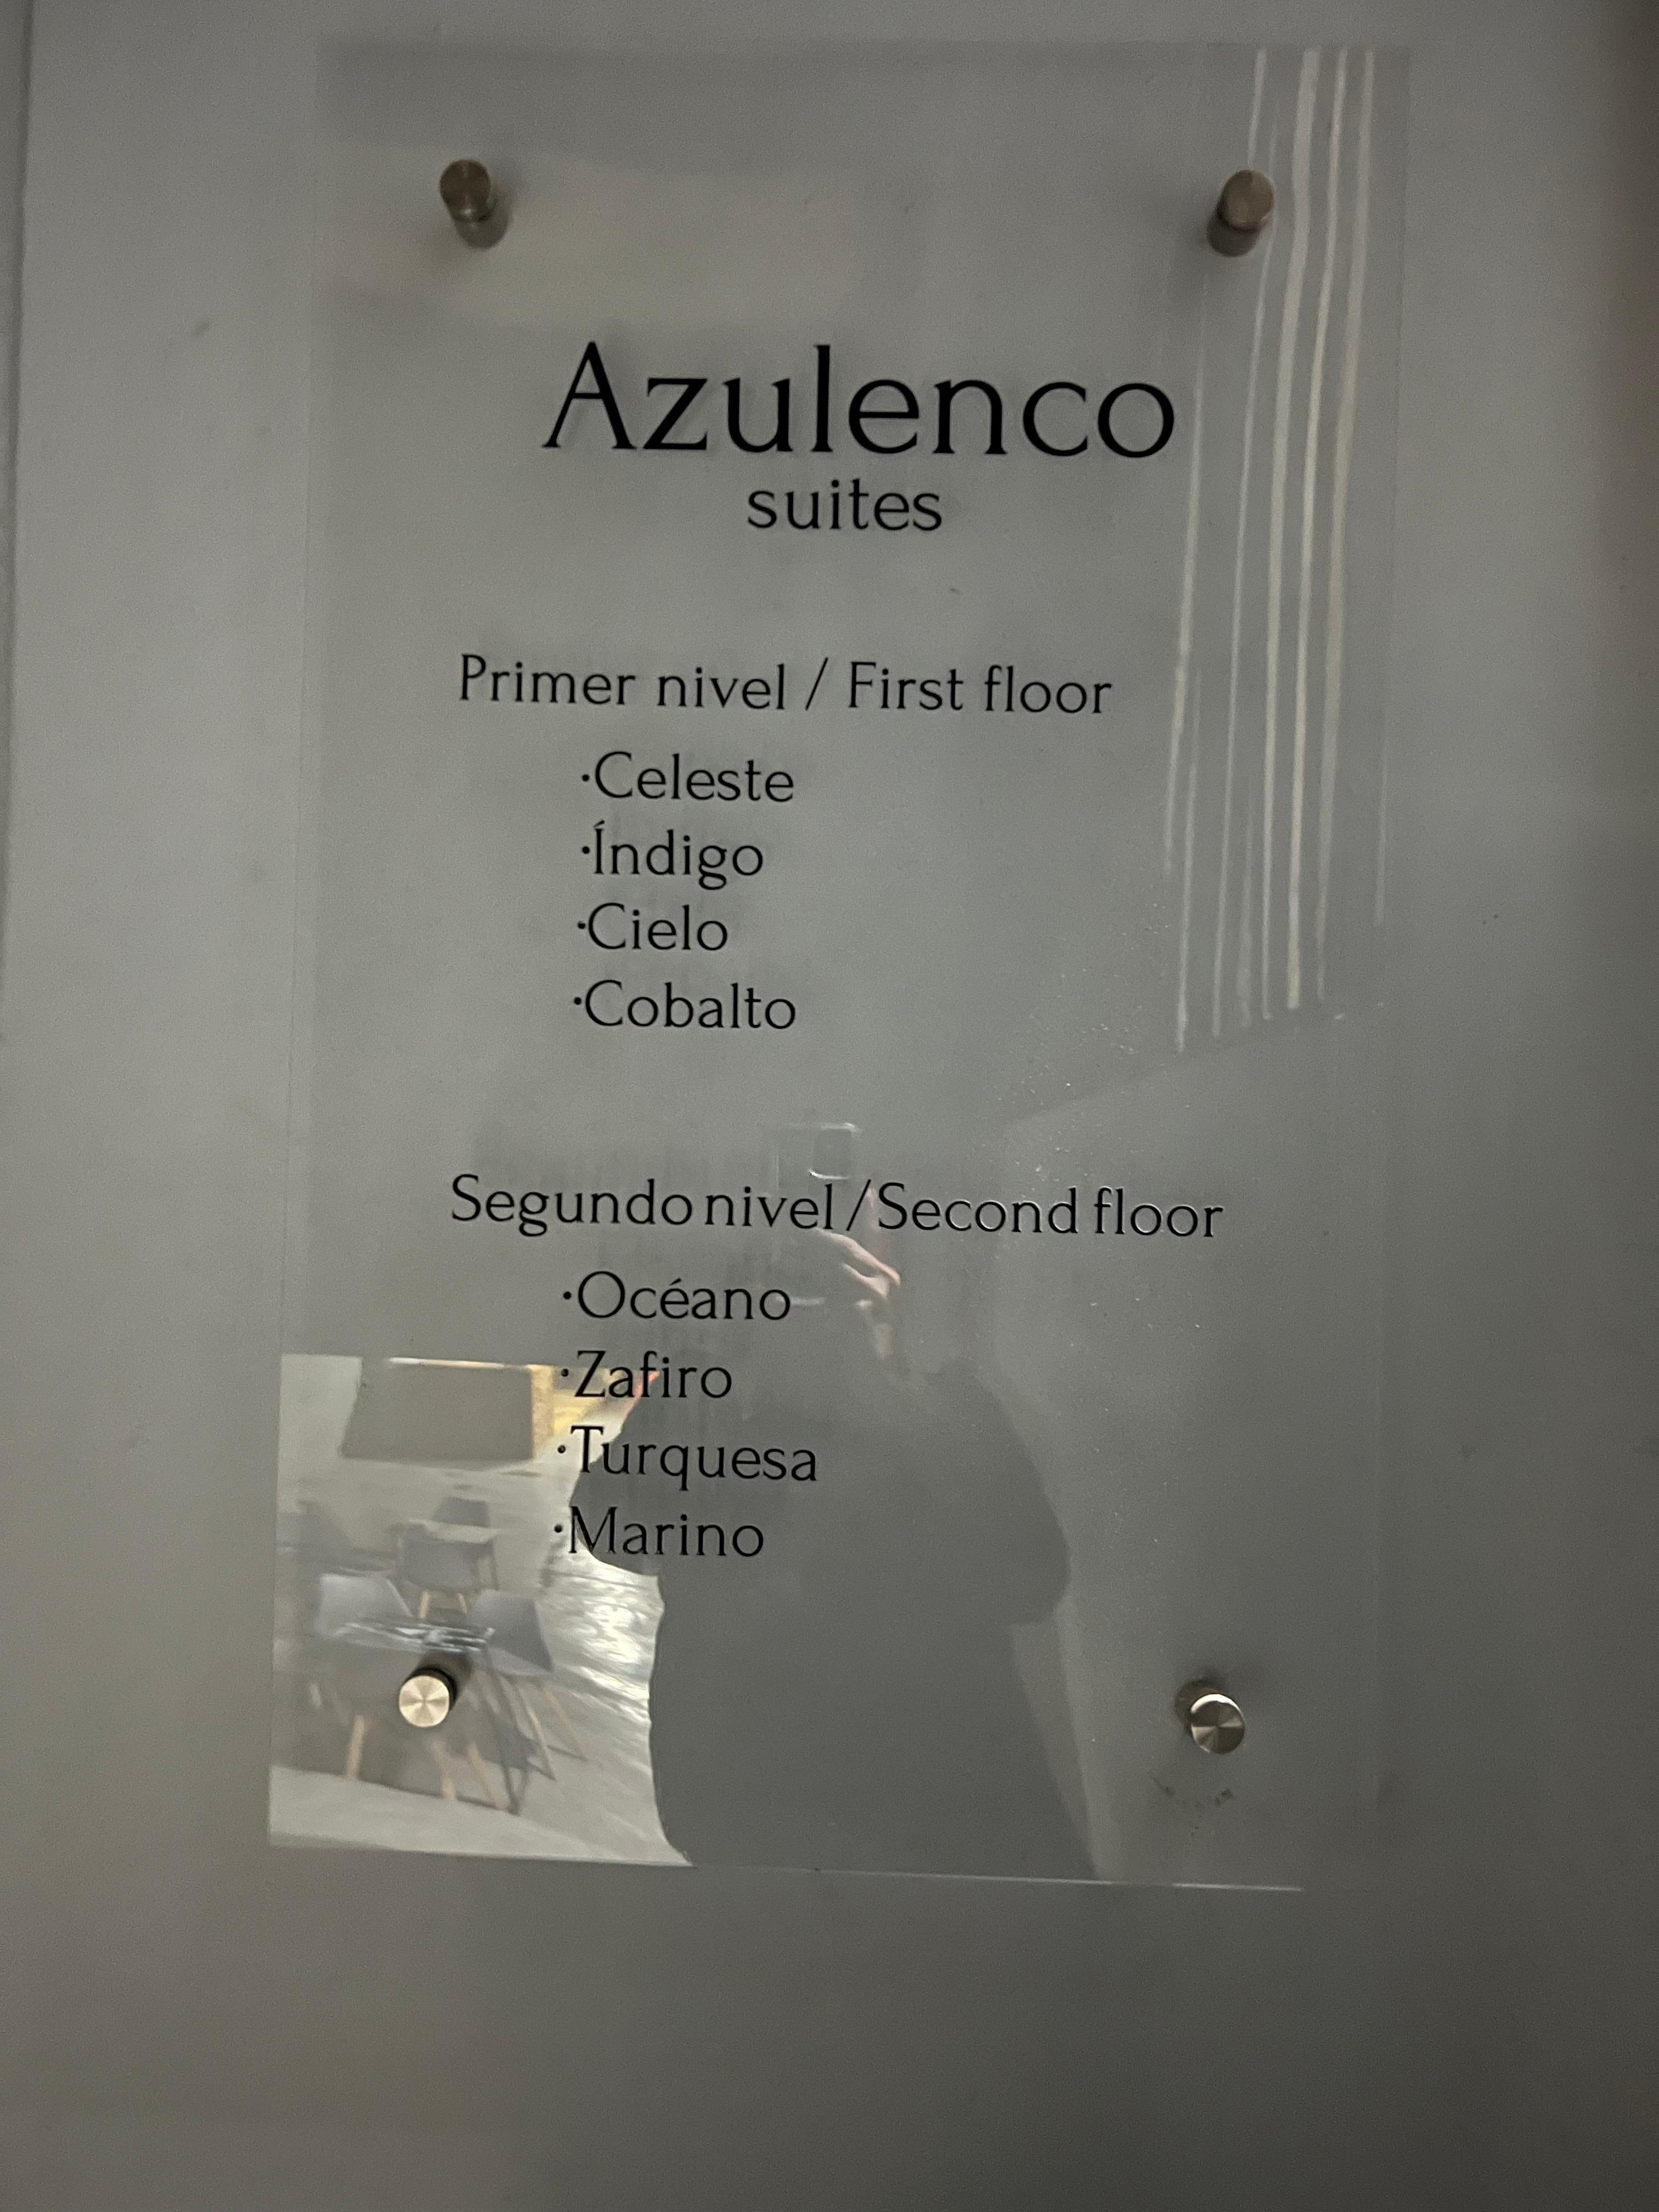 Azulenco
suites
Primer nivel / First floor
·Celeste
·Índigo
·Cielo
·Cobalto
Segundo nivel / Second floor
·Océano
·Zafiro
·Turquesa
·Marino